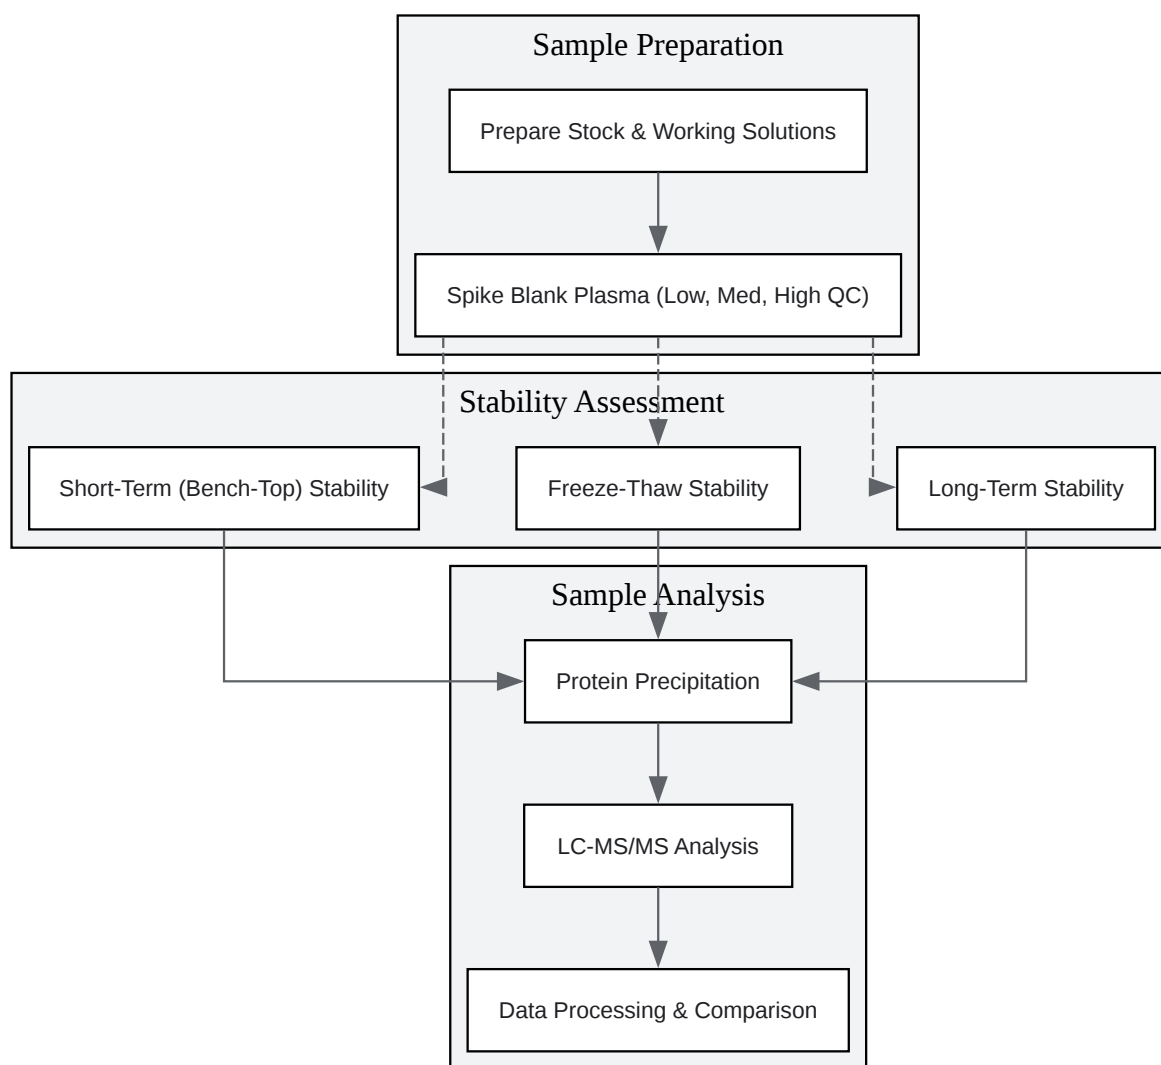 Sample Preparation
Prepare Stock & Working Solutions
Spike Blank Plasma (Low, Med, High QC)
Stability Assessment
Short-Term (Bench-Top) Stability
Freeze-Thaw Stability
Long-Term Stability
Sample Analysis
Protein Precipitation
LC-MS/MS Analysis
Data Processing & Comparison